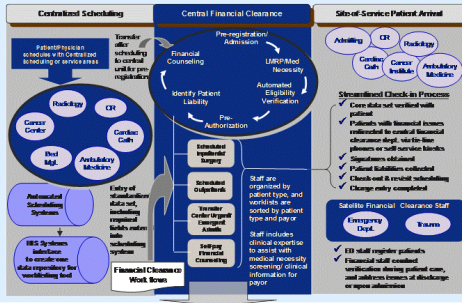 Centralized Scheduling
Patient/Physician
schedules with Centralized
scheduling or service areas
Transfer
after
scheduling
to central
unit for pre-
registration
Radiology
OR
Cancer
Center
Cardiac
Cath
Bed
Mgt.
Ambulatory
Medicine
Automated
Scheduling
Systems
Entry of
standardized
data set,
including
required
fields enter
into
scheduling
system
HIS Systems
interface
to create one
data repository for
worklisting tool
Financial Clearance
Work flows
Central Financial Clearance
Pre-registration/
Admission
Financial
Counseling
LMRP/Med
Necessity
Automated
Eligibility
Verification
Identify Patient
Liability
Pre-
Authorization
Scheduled
Inpatient/
Surgery
Scheduled
Outpatients
Transfer
Center Urgent/
Emergent
Admits
Self-pay
Financial
Counseling
Staff are
organized by
patient type, and
worklists are
sorted by patient
type and payor
Staff includes
clinical expertise
to assist with
medical necessity
screening/ clinical
information for
payor
Site-of-Service Patient Arrival
Admitting
OR
Radiology
Cardiac
Cath
Cancer
Institute
Ambulatory
Medicine
Streamlined Check-in Process
Core data set verified with
patient
Patients with financial issues
redirected to central financial
clearance dept. via tie-line
phones or self-service kiosks
Signatures obtained
Patient liabilities collected
Check-out & revisit scheduling
Charge entry completed
Satellite Financial Clearance Staff
Emergency
Dept.
Trauma
ED staff register patients
Financial staff conduct
verification during patient care,
and address issues at discharge
or upon admission